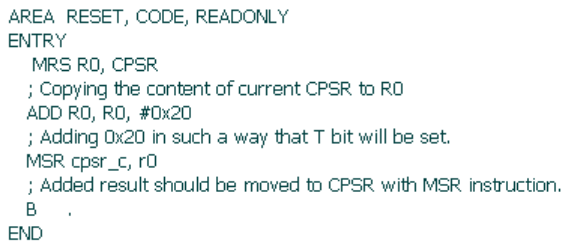 AREA RESET, CODE, READONLY
ENTRY
MRS R0, CPSR
; Copying the content of current CPSR to R0
ADD R0, R0, #0x20
; Adding 0x20 in such a way that T bit will be set.
MSR cpsr_c, r0
; Added result should be moved to CPSR with MSR instruction.
B .
END